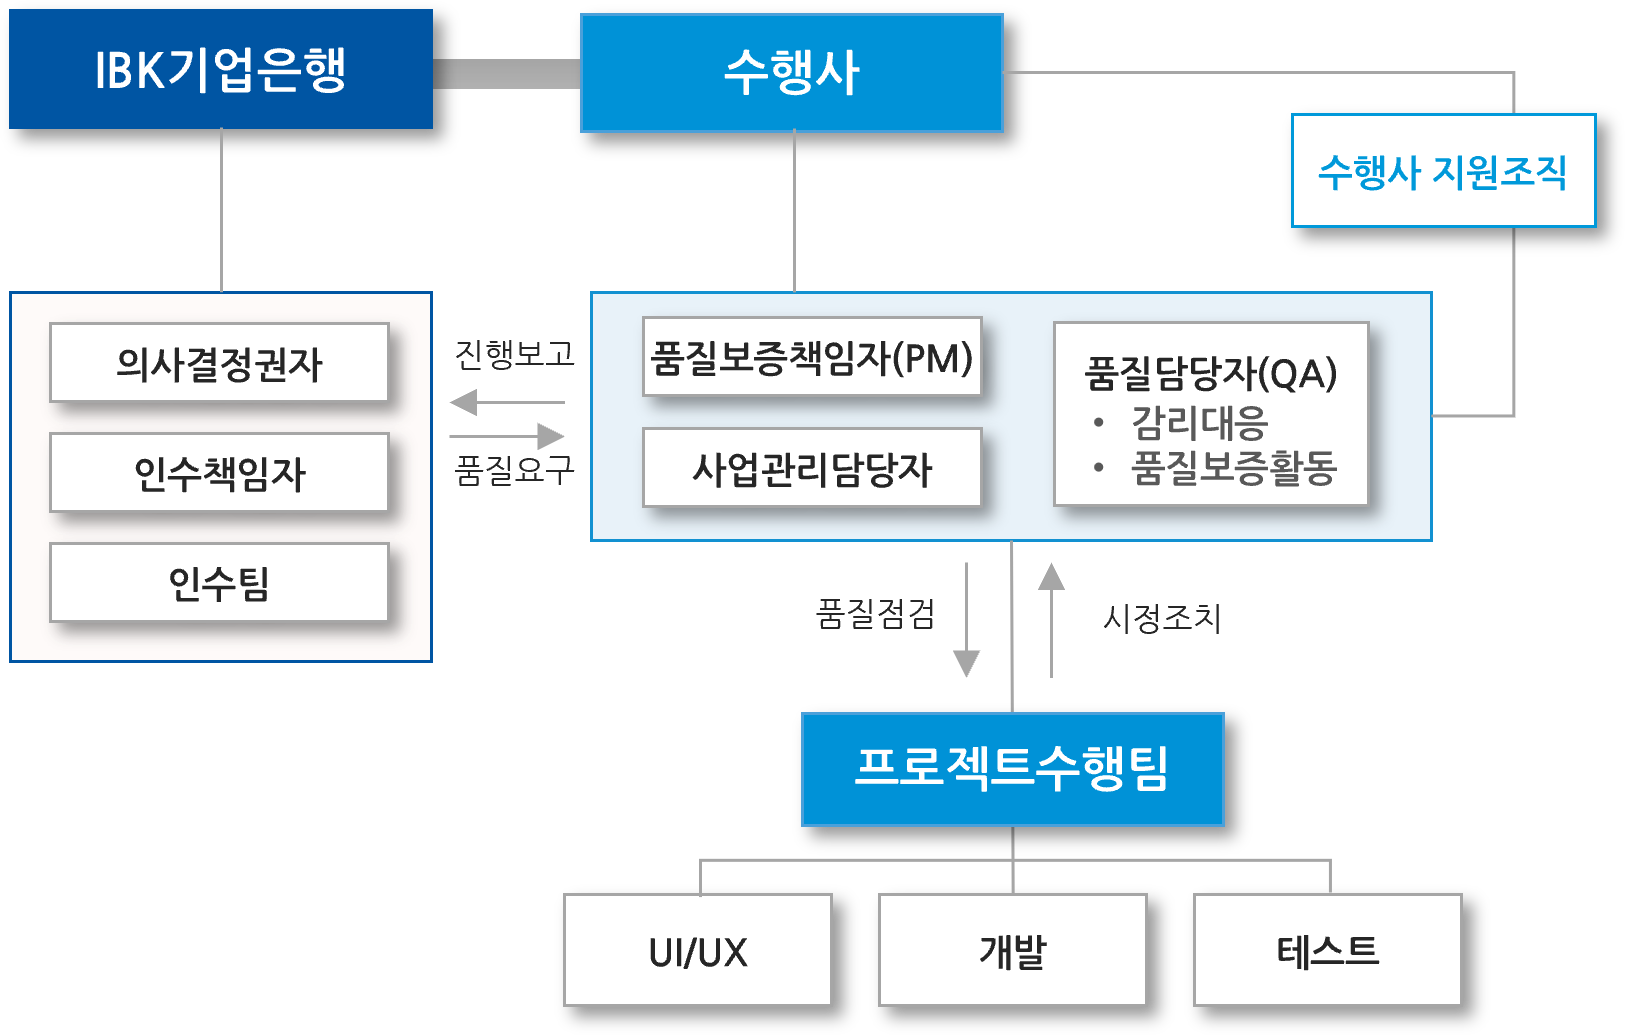 IBK기업은행
수행사
수행사 지원조직
의사결정권자
인수책임자
인수팀
진행보고
품질요구
품질보증책임자(PM)
사업관리담당자
품질담당자(QA)
• 감리대응
• 품질보증활동
품질점검
시정조치
프로젝트수행팀
UI/UX
개발
테스트